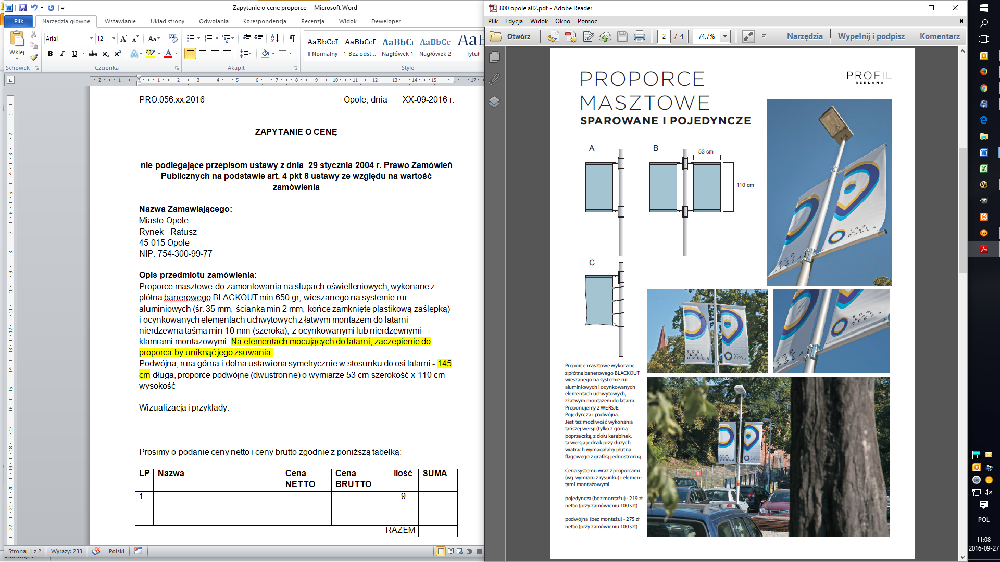 Zapytanie o cene proporce - Microsoft Word
Plik
Narzędzia główne
Wstawianie
Układ strony
Odwołania
Korespondencja
Recenzja
Widok
Deweloper
Wklej
Arial
12
AaBbCcI
AaBbCcI
AaBbC
AaBbCc
AaB
¶ Normalny
¶ Bez odst...
Nagłówek 1
Nagłówek 2
Tytuł
Schowek
Czcionka
Akapit
Style
PRO.056.xx.2016 Opole, dnia XX-09-2016 r.
ZAPYTANIE O CENĘ
nie podlegające przepisom ustawy z dnia 29 stycznia 2004 r. Prawo Zamówień
Publicznych na podstawie art. 4 pkt 8 ustawy ze względu na wartość
zamówienia
Nazwa Zamawiającego:
Miasto Opole
Rynek - Ratusz
45-015 Opole
NIP: 754-300-99-77
Opis przedmiotu zamówienia:
Proporce masztowe do zamontowania na słupach oświetleniowych, wykonane z
płótna banerowego BLACKOUT min 650 gr, wieszanego na systemie rur
aluminiowych (śr. 35 mm, ścianka min 2 mm, końce zamknięte plastikową zaślepką)
i ocynkowanych elementach uchwytowych z łatwym montażem do latarni -
nierdzewna taśma min 10 mm (szeroka), z ocynkowanymi lub nierdzewnymi
klamrami montażowymi. Na elementach mocujących do latarni, zaczepienie do
proporca by uniknąć jego zsuwania.
Podwójna, rura górna i dolna ustawiona symetrycznie w stosunku do osi latarni - 145
cm długa, proporce podwójne (dwustronne) o wymiarze 53 cm szerokość x 110 cm
wysokość
Wizualizacja i przykłady:
Prosimy o podanie ceny netto i ceny brutto zgodnie z poniższą tabelką:
LP Nazwa Cena NETTO Cena BRUTTO Ilość SUMA
1 9
RAZEM
Strona: 1 z 2
Wyrazy: 233
Polski
800 opole all2.pdf - Adobe Reader
Plik Edycja Widok Okno Pomoc
Otwórz
2 / 4
74,7%
Narzędzia
Wypełnij i podpisz
Komentarz
PROPORCE
MASZTOWE
SPAROWANE I POJEDYNCZE
PROFIL
REKLAMA
A
B
53 cm
110 cm
C
Proporce masztowe wykonane
z płótna banerowego BLACKOUT
wieszanego na systemie rur
aluminiowych i ocynkowanych
elementach uchwytowych,
z łatwym montażem do latarni.
Proponujemy 2 WERSJE:
Pojedyncza i podwójna.
Jest też możliwość wykonania
tańszej wersji (tylko z górną
poprzeczką, z dołu karabinek,
ta wersja jednak przy dużych
wiatrach wymagałaby płutna
flagowego z grafiką jednostronną.
Cena systemu wraz z proporcami
(wg wymiaru z rysunku) i elemen-
tami montażowymi
pojedyncza (bez montażu) - 219 zł
netto (przy zamówieniu 100 szt)
podwójna (bez montażu) - 275 zł
netto (przy zamówieniu 100 szt)
800
LAT
OPOLA
POL
11:08
2016-09-27